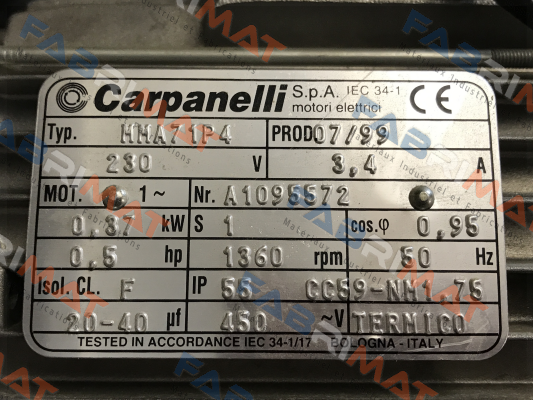 Carpanelli S.p.A. IEC 34-1
motori elettrici CE
Typ. MMA71P4 PROD07/99
230 V 3,4 A
MOT. 1~ Nr. A1095572
0,37 kW S 1 cos.φ 0,95
0,5 hp 1360 rpm 50 Hz
Isol.CL. F IP 55 CC59-NM1.75
20-40 µf 450 ~V TERMICO
TESTED IN ACCORDANCE IEC 34-1/17 BOLOGNA - ITALY
FABRIMAT